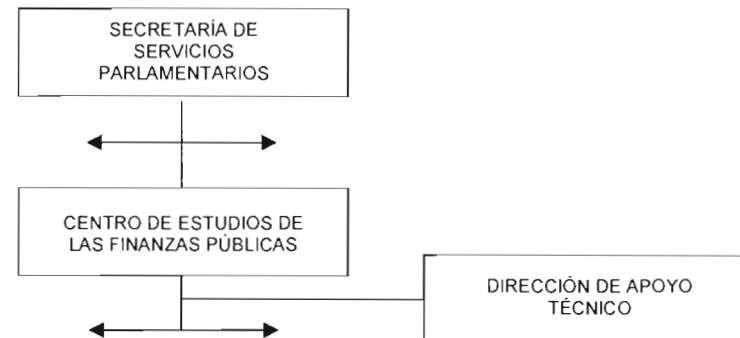 SECRETARÍA DE
SERVICIOS
PARLAMENTARIOS
CENTRO DE ESTUDIOS DE
LAS FINANZAS PÚBLICAS
DIRECCIÓN DE APOYO
TÉCNICO